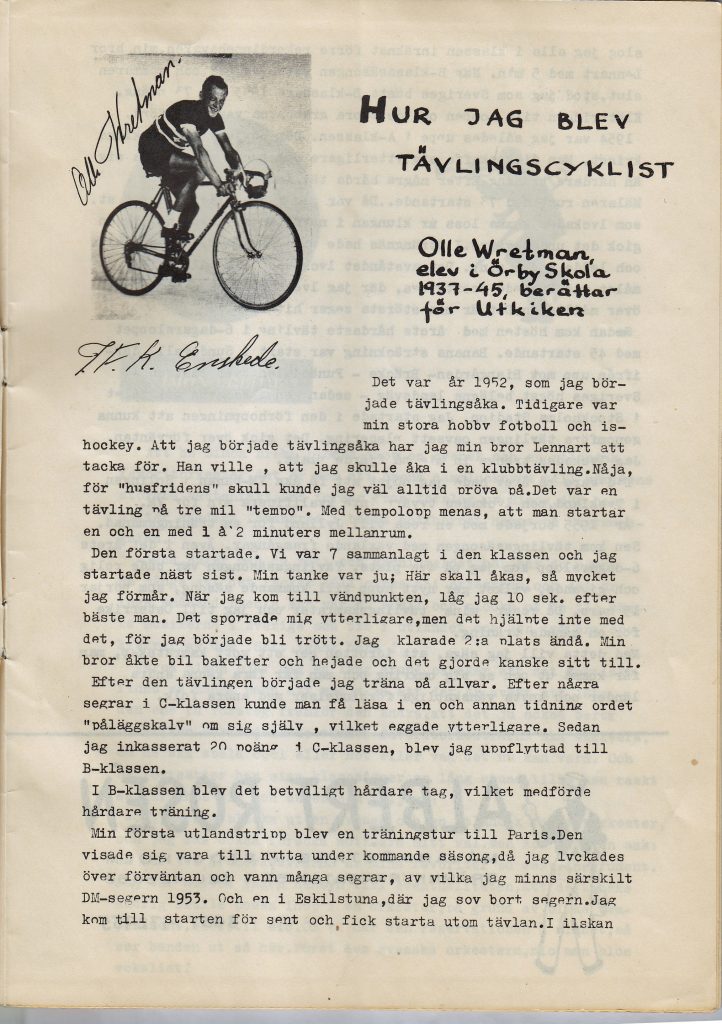 Olle Wretman.
HUR JAG BLEV
TÄVLINGSCYKLIST
Olle Wretman,
elev i Örby Skola
1937-45, berättar
för Utkiken
I.F.K. Enskede.
Det var år 1952, som jag bör-
jade tävlingsåka. Tidigare var
min stora hobby fotboll och is-
hockey. Att jag började tävlingsåka har jag min bror Lennart att
tacka för. Han ville , att jag skulle åka i en klubbtävling.Nåja,
för "husfridens" skull kunde jag väl alltid pröva på.Det var en
tävling på tre mil "tempo". Med tempolopp menas, att man startar
en och en med 1 à 2 minuters mellanrum.
Den första startade. Vi var 7 sammanlagt i den klassen och jag
startade näst sist. Min tanke var ju; Här skall åkas, så mycket
jag förmår. När jag kom till vändpunkten, låg jag 10 sek. efter
bäste man. Det sporrade mig ytterligare,men det hjälpte inte med
det, för jag började bli trött. Jag klarade 2:a plats ändå. Min
bror åkte bil bakefter och hejade och det gjorde kanske sitt till.
Efter den tävlingen började jag träna på allvar. Efter några
segrar i C-klassen kunde man få läsa i en och annan tidning ordet
"påläggskalv" om sig själv , vilket eggade ytterligare. Sedan
jag inkasserat 20 poäng i C-klassen, blev jag uppflyttad till
B-klassen.
I B-klassen blev det betydligt hårdare tag, vilket medförde
hårdare träning.
Min första utlandstripp blev en träningstur till Paris.Den
visade sig vara till nytta under kommande säsong,då jag lyckades
över förväntan och vann många segrar, av vilka jag minns särskilt
DM-segern 1953. Och en i Eskilstuna,där jag sov bort segern.Jag
kom till starten för sent och fick starta utom tävlan.I ilskan